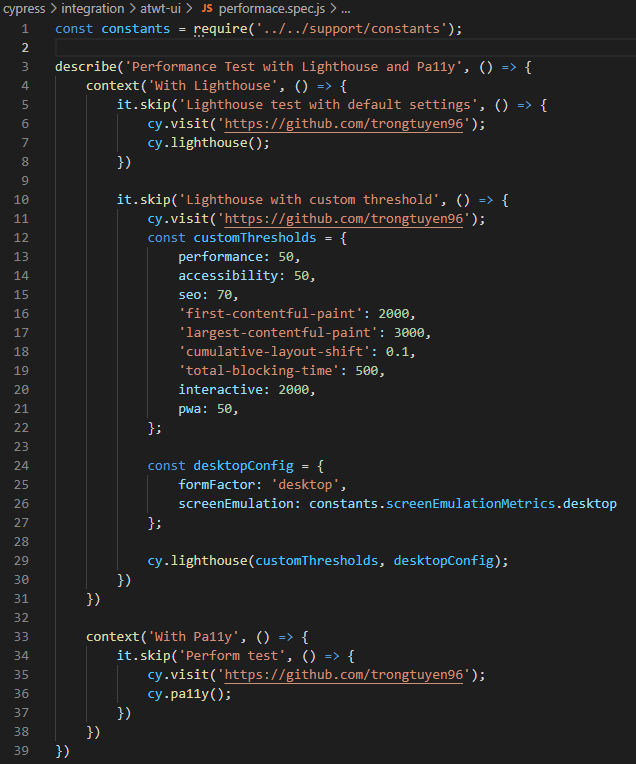 cypress > integration > atwt-ui > JS performace.spec.js > ...
1 const constants = require('../../support/constants');
2
3 describe('Performance Test with Lighthouse and Pa11y', () => {
4     context('With Lighthouse', () => {
5         it.skip('Lighthouse test with default settings', () => {
6             cy.visit('https://github.com/trongtuyen96');
7             cy.lighthouse();
8         })
9
10         it.skip('Lighthouse with custom threshold', () => {
11             cy.visit('https://github.com/trongtuyen96');
12             const customThresholds = {
13                 performance: 50,
14                 accessibility: 50,
15                 seo: 70,
16                 'first-contentful-paint': 2000,
17                 'largest-contentful-paint': 3000,
18                 'cumulative-layout-shift': 0.1,
19                 'total-blocking-time': 500,
20                 interactive: 2000,
21                 pwa: 50,
22             };
23
24             const desktopConfig = {
25                 formFactor: 'desktop',
26                 screenEmulation: constants.screenEmulationMetrics.desktop
27             };
28
29             cy.lighthouse(customThresholds, desktopConfig);
30         })
31     })
32
33     context('With Pa11y', () => {
34         it.skip('Perform test', () => {
35             cy.visit('https://github.com/trongtuyen96');
36             cy.pa11y();
37         })
38     })
39 })